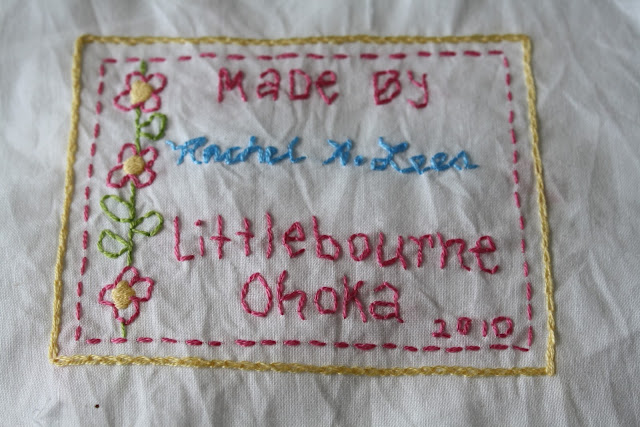 Made By
Rachel A. Lees
Littlebourne
Ohoka
2010